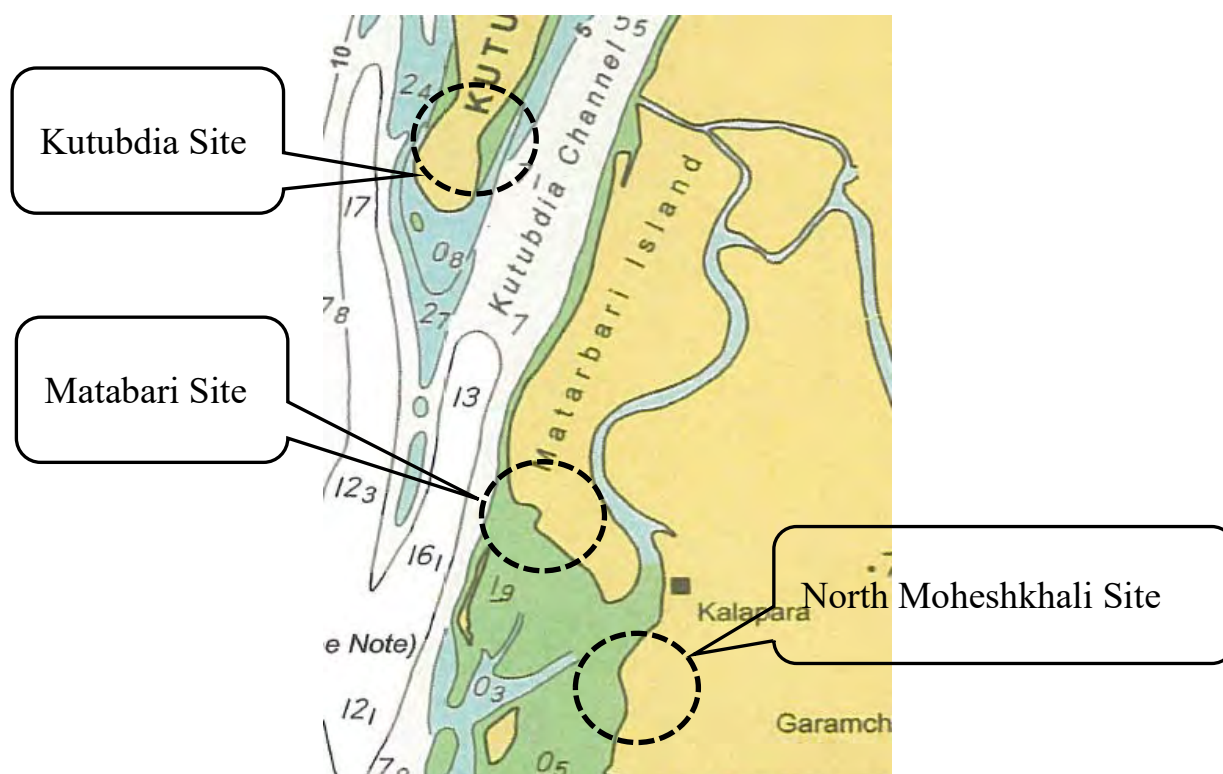 Kutubdia Site
Matabari Site
North Moheshkhali Site
KUTU
Kutubdia Channel
Matarbari Island
Kalapara
Garamch
e Note)
10
5
5
2₄
17
0₈
7₈
2₇
7
13
12₃
16₁
1₉
0₃
12₁
0₅